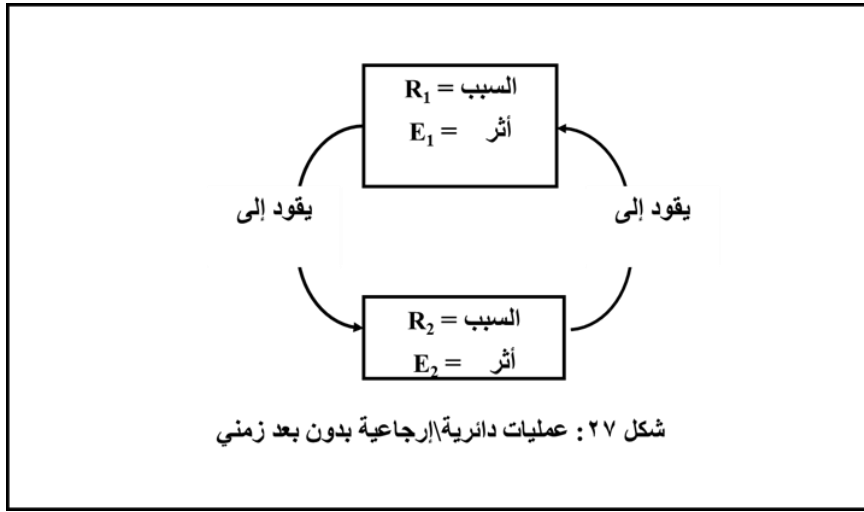 السبب = R₁
أثر = E₁
يقود إلى
يقود إلى
السبب = R₂
أثر = E₂
شكل ٢٧: عمليات دائرية\إرجاعية بدون بعد زمني